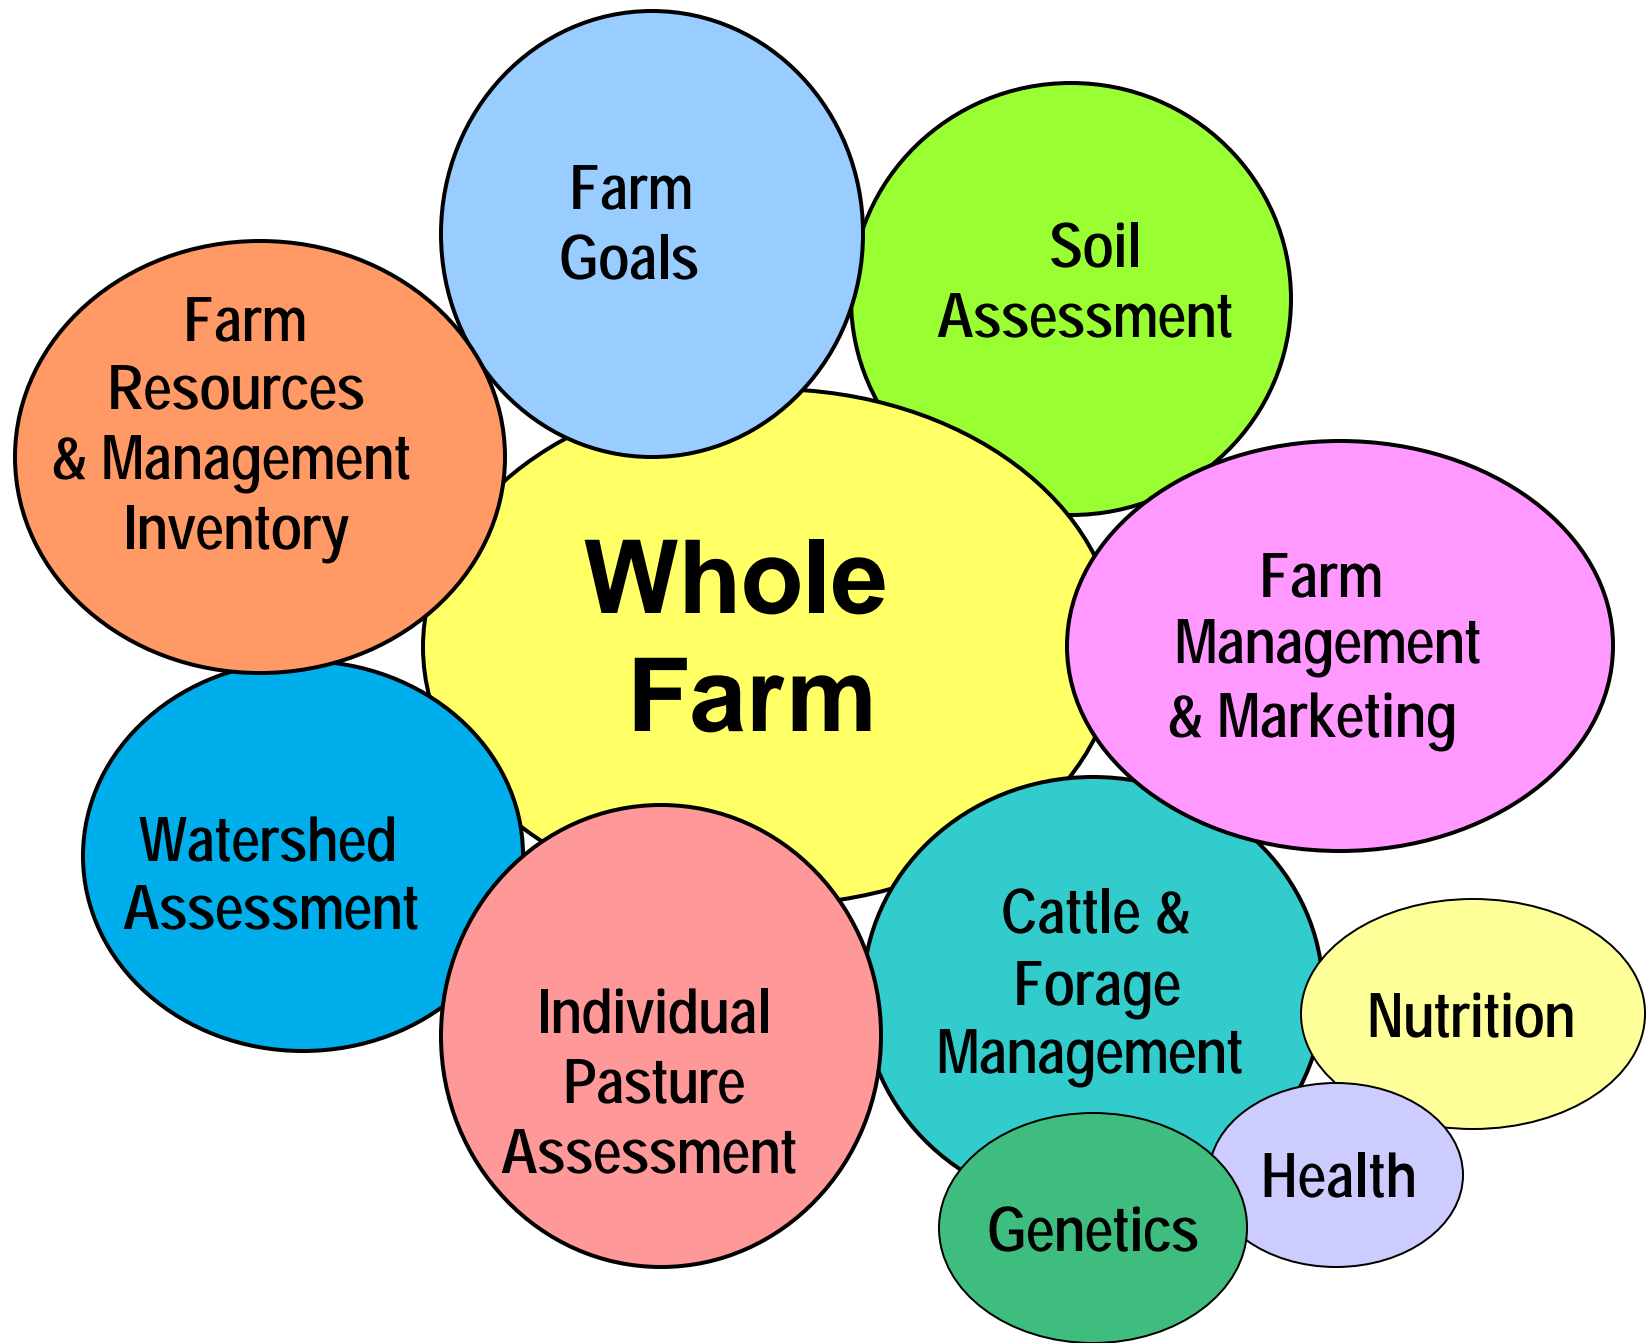 Farm
Goals
Soil
Assessment
Farm
Resources
& Management
Inventory
Whole
Farm
Farm
Management
& Marketing
Watershed
Assessment
Individual
Pasture
Assessment
Cattle &
Forage
Management
Nutrition
Health
Genetics